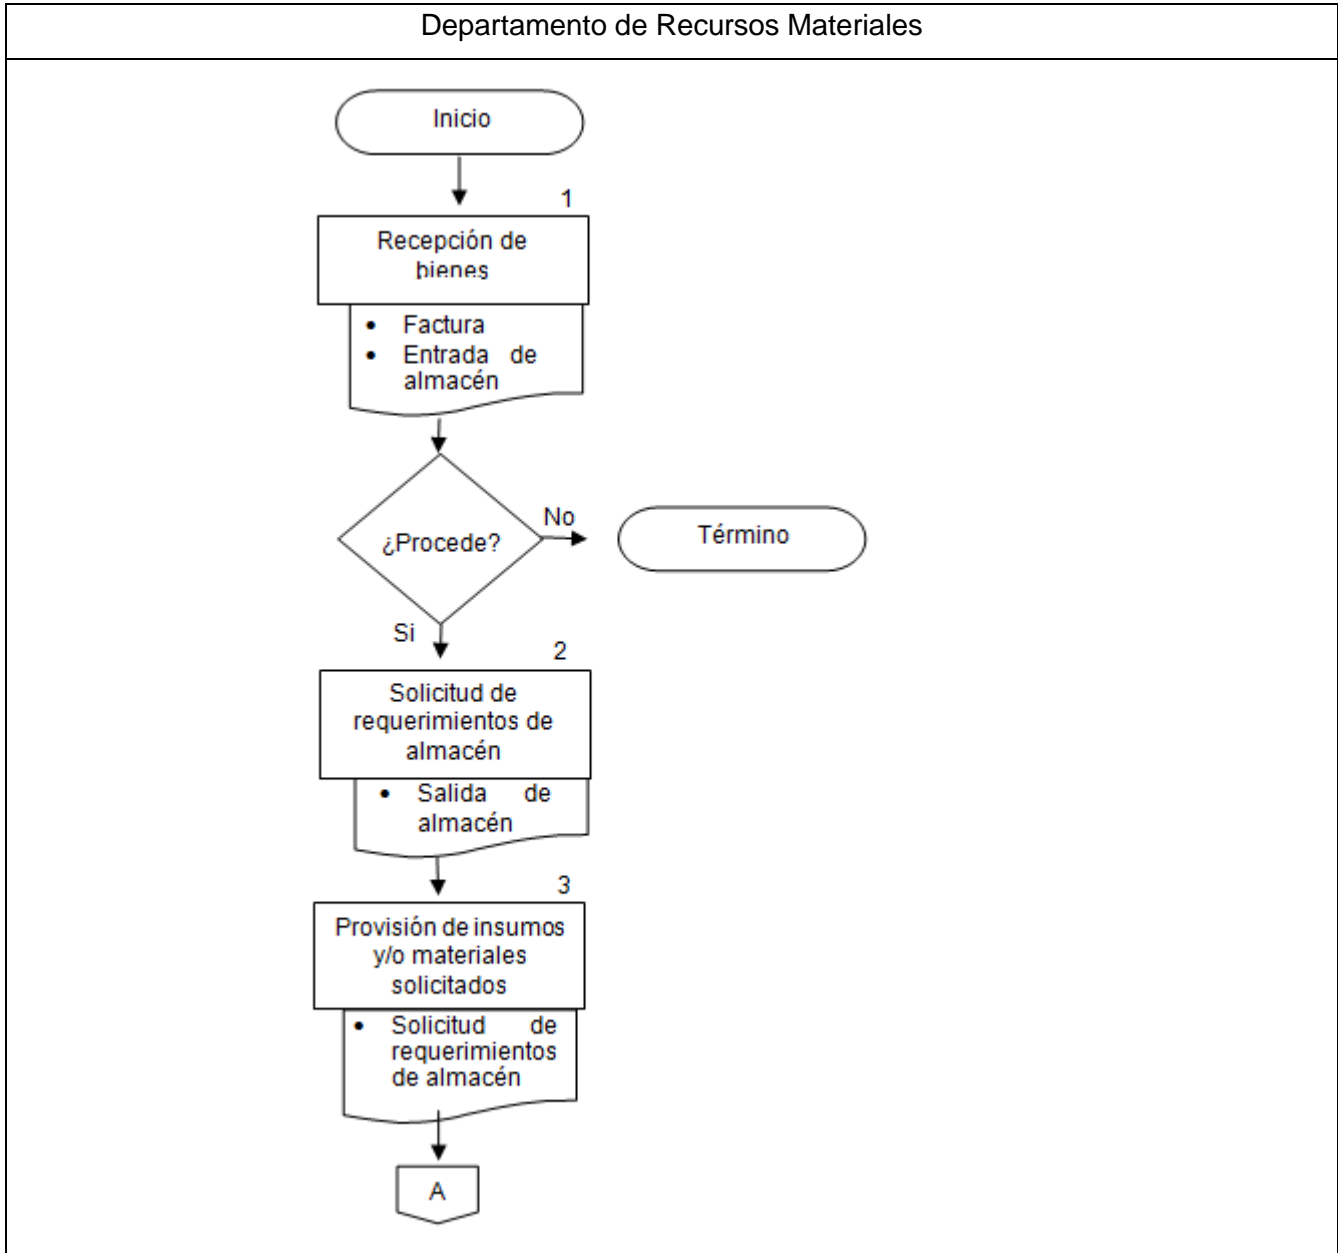 Departamento de Recursos Materiales
Inicio
1
Recepción de
bienes
• Factura
• Entrada de
almacén
¿Procede?
No
Término
Si
2
Solicitud de
requerimientos de
almacén
• Salida de
almacén
3
Provisión de insumos
y/o materiales
solicitados
• Solicitud de
requerimientos
de almacén
A